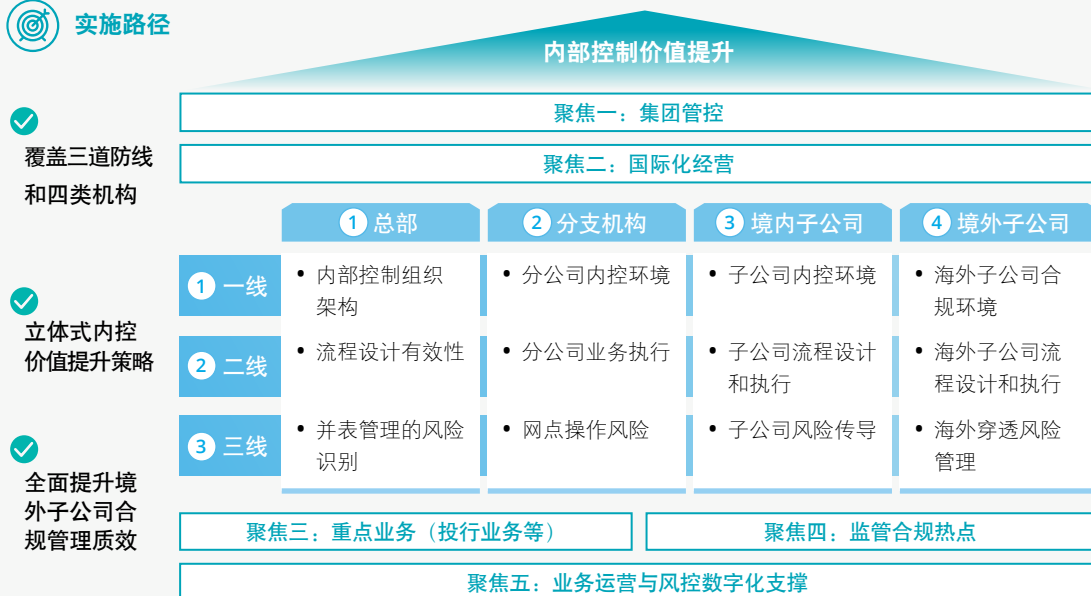 实施路径
内部控制价值提升
聚焦一：集团管控
聚焦二：国际化经营
覆盖三道防线
和四类机构
立体式内控
价值提升策略
全面提升境
外子公司合
规管理质效
1 总部
2 分支机构
3 境内子公司
4 境外子公司
1 一线
• 内部控制组织
架构
• 分公司内控环境
• 子公司内控环境
• 海外子公司合
规环境
2 二线
• 流程设计有效性
• 分公司业务执行
• 子公司流程设计
和执行
• 海外子公司流
程设计和执行
3 三线
• 并表管理的风险
识别
• 网点操作风险
• 子公司风险传导
• 海外穿透风险
管理
聚焦三：重点业务（投行业务等）
聚焦四：监管合规热点
聚焦五：业务运营与风控数字化支撑